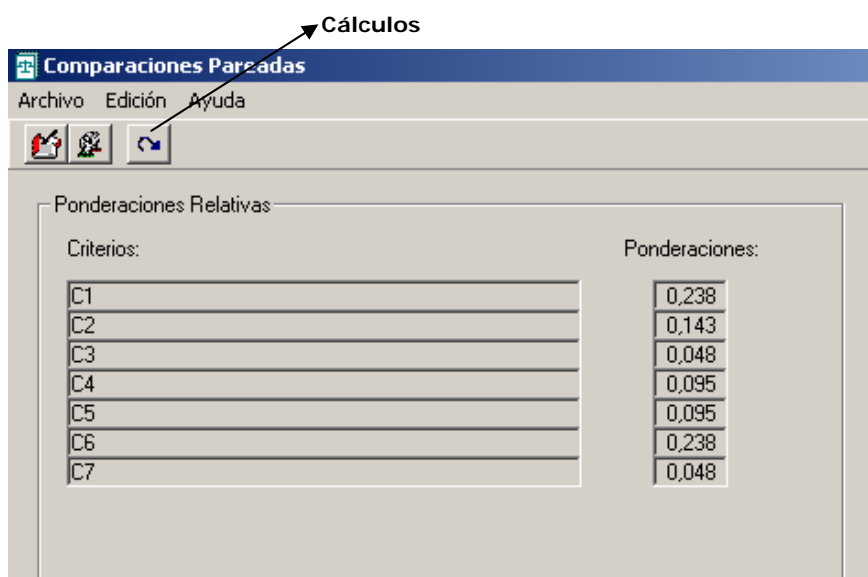 Cálculos
Comparaciones Pareadas
Archivo Edición Ayuda
Ponderaciones Relativas
Criterios: Ponderaciones:
C1 0,238
C2 0,143
C3 0,048
C4 0,095
C5 0,095
C6 0,238
C7 0,048